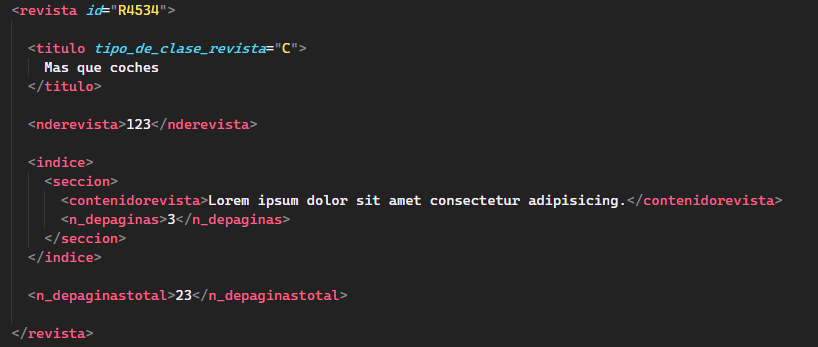 <revista id="R4534">
<titulo tipo_de_clase_revista="C">
Mas que coches
</titulo>
<nderevista>123</nderevista>
<indice>
<seccion>
<contenidorevista>Lorem ipsum dolor sit amet consectetur adipisicing.</contenidorevista>
<n_depaginas>3</n_depaginas>
</seccion>
</indice>
<n_depaginastotal>23</n_depaginastotal>
</revista>